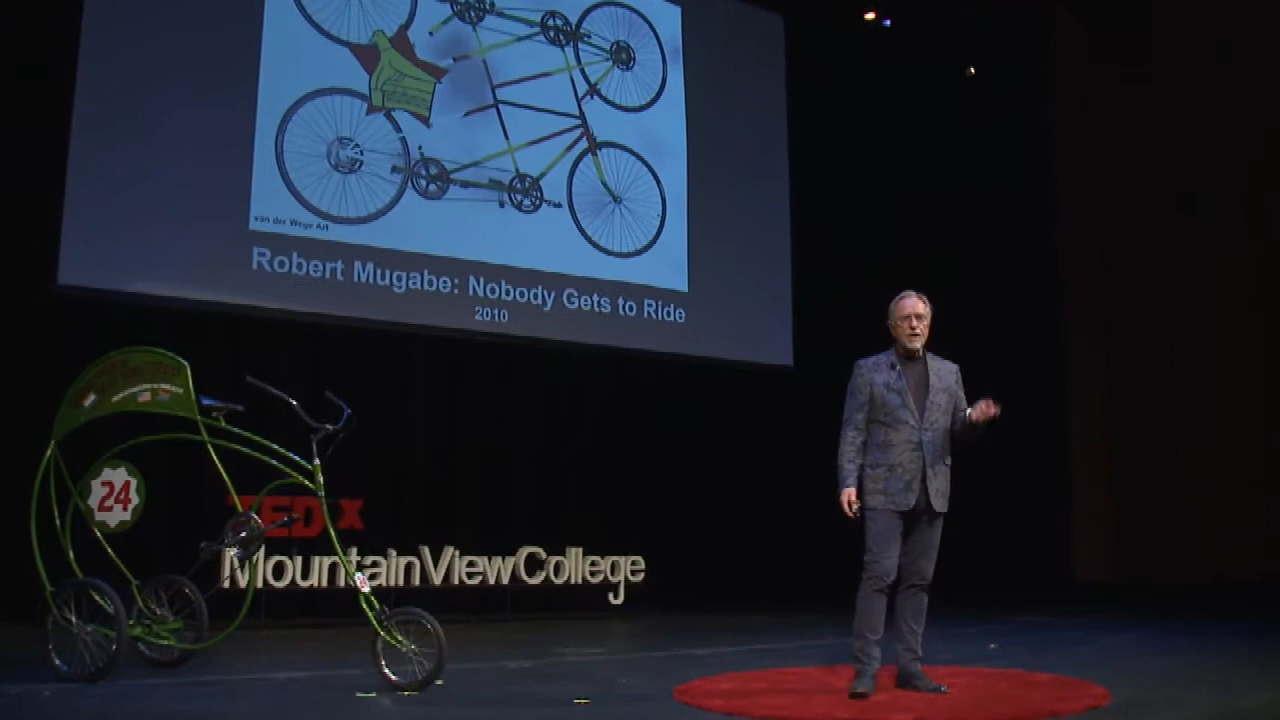 van der Wege Art
Robert Mugabe: Nobody Gets to Ride
2010
24
TEDx
MountainViewCollege